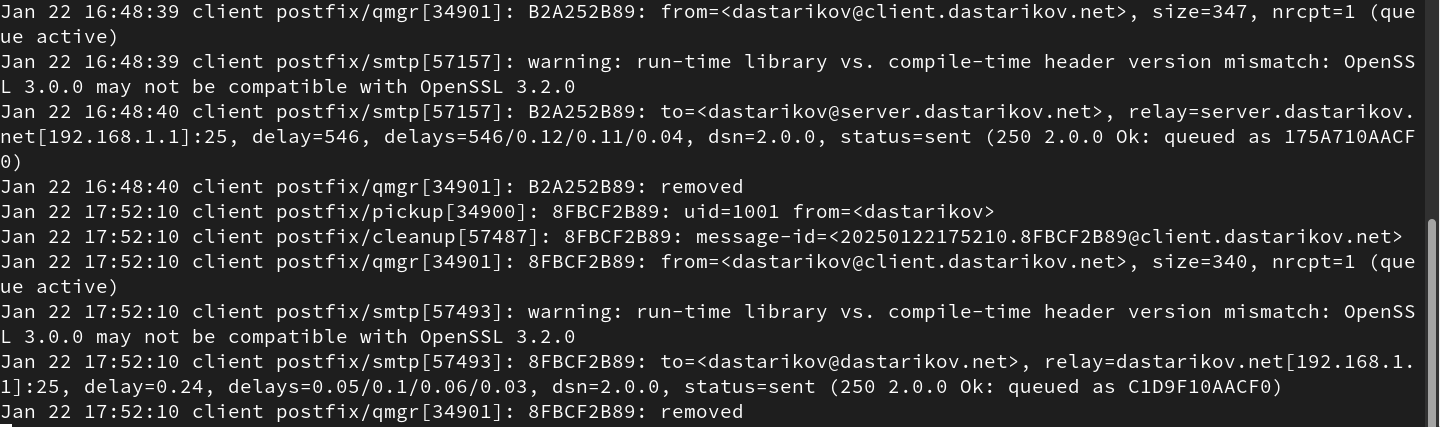 Jan 22 16:48:39 client postfix/qmgr[34901]: B2A252B89: from=<dastarikov@client.dastarikov.net>, size=347, nrcpt=1 (que
ue active)
Jan 22 16:48:39 client postfix/smtp[57157]: warning: run-time library vs. compile-time header version mismatch: OpenSS
L 3.0.0 may not be compatible with OpenSSL 3.2.0
Jan 22 16:48:40 client postfix/smtp[57157]: B2A252B89: to=<dastarikov@server.dastarikov.net>, relay=server.dastarikov.
net[192.168.1.1]:25, delay=546, delays=546/0.12/0.11/0.04, dsn=2.0.0, status=sent (250 2.0.0 Ok: queued as 175A710AACF
0)
Jan 22 16:48:40 client postfix/qmgr[34901]: B2A252B89: removed
Jan 22 17:52:10 client postfix/pickup[34900]: 8FBCF2B89: uid=1001 from=<dastarikov>
Jan 22 17:52:10 client postfix/cleanup[57487]: 8FBCF2B89: message-id=<20250122175210.8FBCF2B89@client.dastarikov.net>
Jan 22 17:52:10 client postfix/qmgr[34901]: 8FBCF2B89: from=<dastarikov@client.dastarikov.net>, size=340, nrcpt=1 (que
ue active)
Jan 22 17:52:10 client postfix/smtp[57493]: warning: run-time library vs. compile-time header version mismatch: OpenSS
L 3.0.0 may not be compatible with OpenSSL 3.2.0
Jan 22 17:52:10 client postfix/smtp[57493]: 8FBCF2B89: to=<dastarikov@dastarikov.net>, relay=dastarikov.net[192.168.1.
1]:25, delay=0.24, delays=0.05/0.1/0.06/0.03, dsn=2.0.0, status=sent (250 2.0.0 Ok: queued as C1D9F10AACF0)
Jan 22 17:52:10 client postfix/qmgr[34901]: 8FBCF2B89: removed